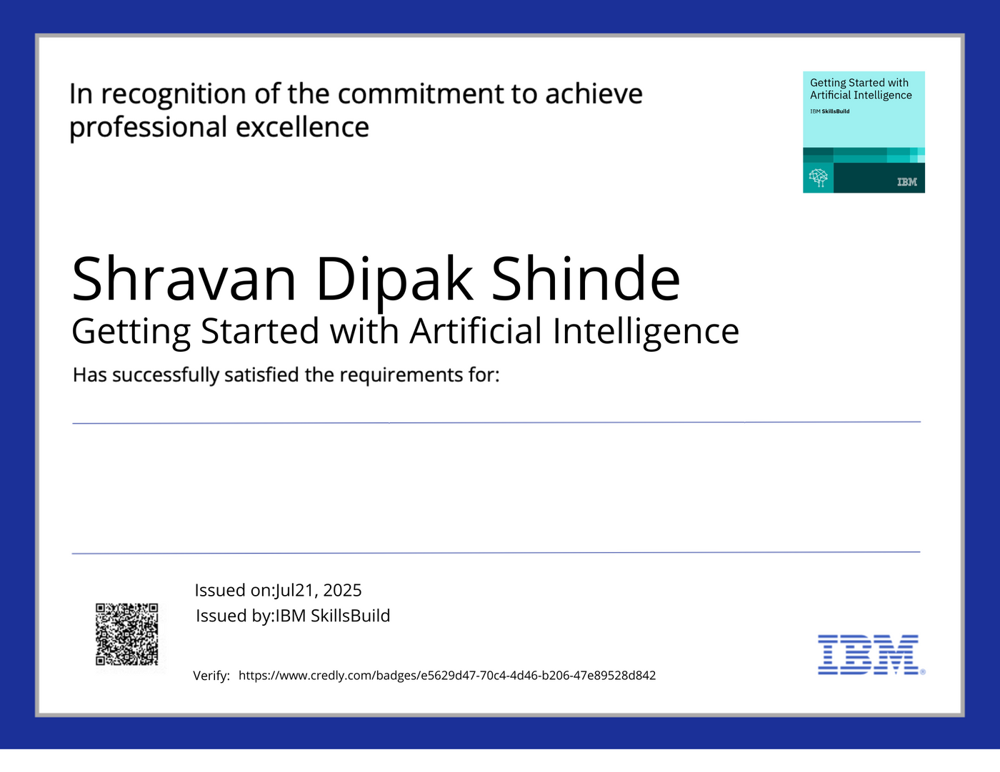 In recognition of the commitment to achieve
professional excellence
Getting Started with
Artificial Intelligence
IBM SkillsBuild
IBM
Shravan Dipak Shinde
Getting Started with Artificial Intelligence
Has successfully satisfied the requirements for:
Issued on:Jul21, 2025
Issued by:IBM SkillsBuild
Verify: https://www.credly.com/badges/e5629d47-70c4-4d46-b206-47e89528d842
IBM®